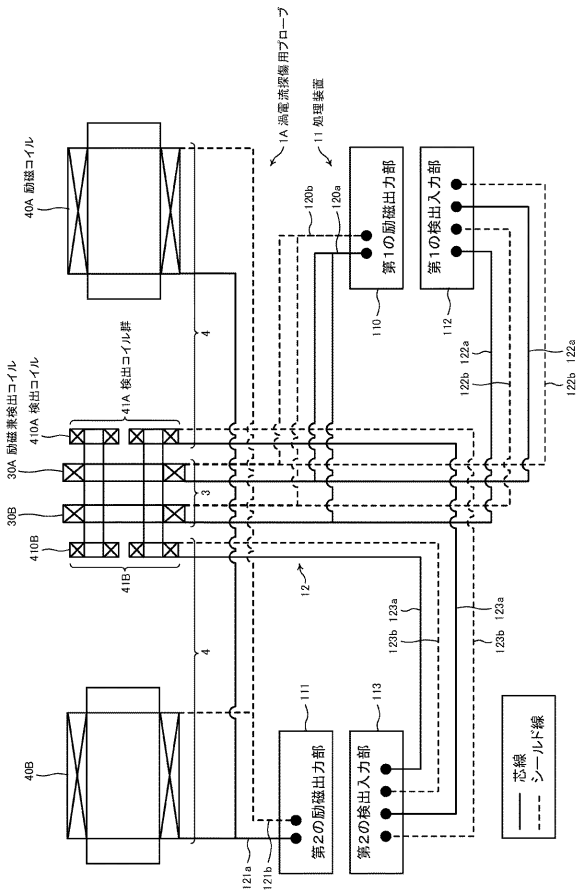 40A 励磁コイル
1A 渦電流探傷用プローブ
11 処理装置
120b
120a
第1の励磁出力部
110
第1の検出入力部
112
4
41A 検出コイル群
410A 検出コイル
30A 励磁兼検出コイル
3
30B
410B
41B
12
122a
122b
122a
122b
123a
123b
123a
123b
4
40B
111
第2の励磁出力部
113
第2の検出入力部
121a
121b
芯線
シールド線